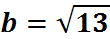 b = √13